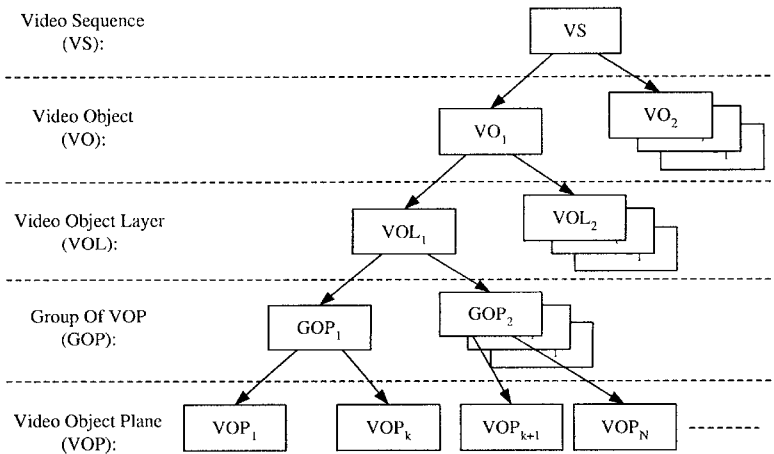 Video Sequence
(VS):
VS
Video Object
(VO):
VO1
VO2
Video Object Layer
(VOL):
VOL1
VOL2
Group Of VOP
(GOP):
GOP1
GOP2
Video Object Plane
(VOP):
VOP1
VOPk
VOPk+1
VOPN